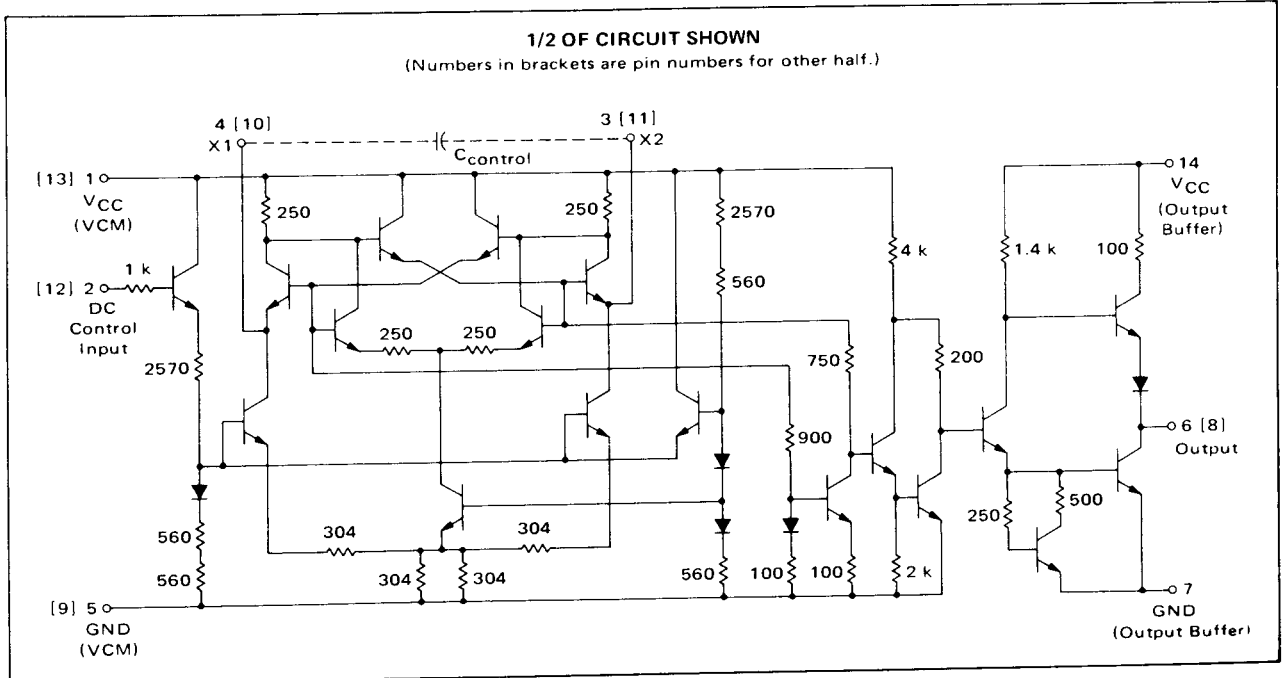 1/2 OF CIRCUIT SHOWN
(Numbers in brackets are pin numbers for other half.)
4 [10]
X1
3 [11]
X2
Ccontrol
[13] 1
VCC
(VCM)
14
VCC
(Output
Buffer)
250
250
2570
4 k
1.4 k
100
1 k
[12] 2
DC
Control
Input
560
250
250
750
200
2570
900
6 [8]
Output
500
250
304
304
560
560
304
304
560
100
100
2 k
[9] 5
GND
(VCM)
7
GND
(Output Buffer)